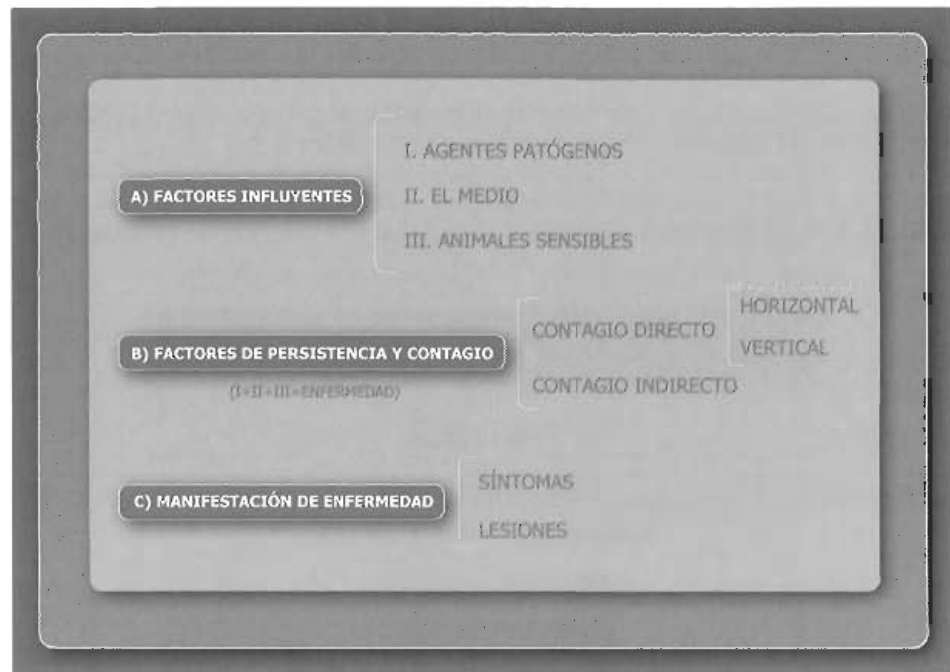 A) FACTORES INFLUYENTES
I. AGENTES PATÓGENOS
II. EL MEDIO
III. ANIMALES SENSIBLES
B) FACTORES DE PERSISTENCIA Y CONTAGIO
(I+II+III=ENFERMEDAD)
CONTAGIO DIRECTO
HORIZONTAL
VERTICAL
CONTAGIO INDIRECTO
C) MANIFESTACIÓN DE ENFERMEDAD
SÍNTOMAS
LESIONES